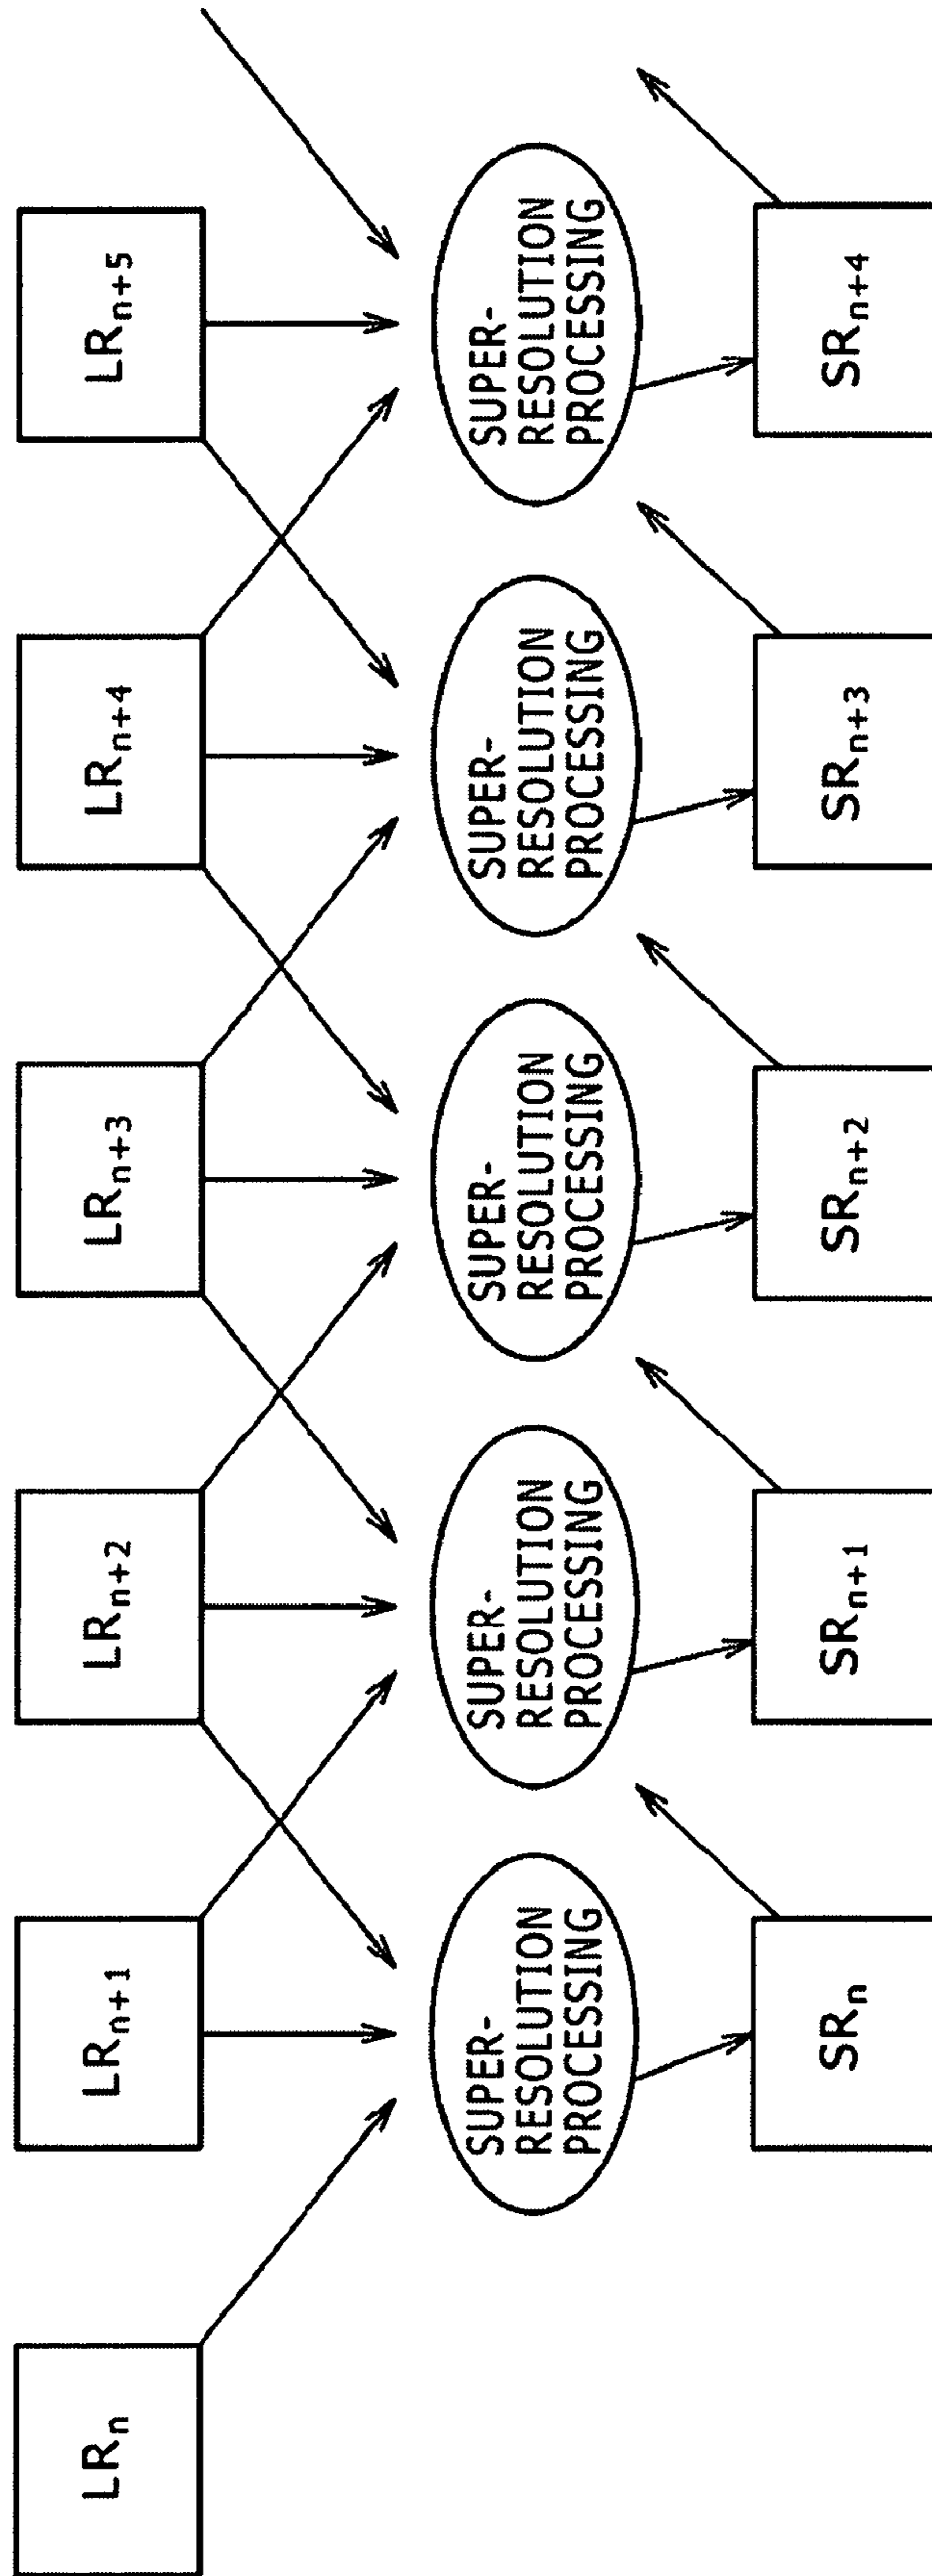 LRn
LRn+1
LRn+2
LRn+3
LRn+4
LRn+5
SUPER-
RESOLUTION
PROCESSING
SUPER-
RESOLUTION
PROCESSING
SUPER-
RESOLUTION
PROCESSING
SUPER-
RESOLUTION
PROCESSING
SUPER-
RESOLUTION
PROCESSING
SRn
SRn+1
SRn+2
SRn+3
SRn+4